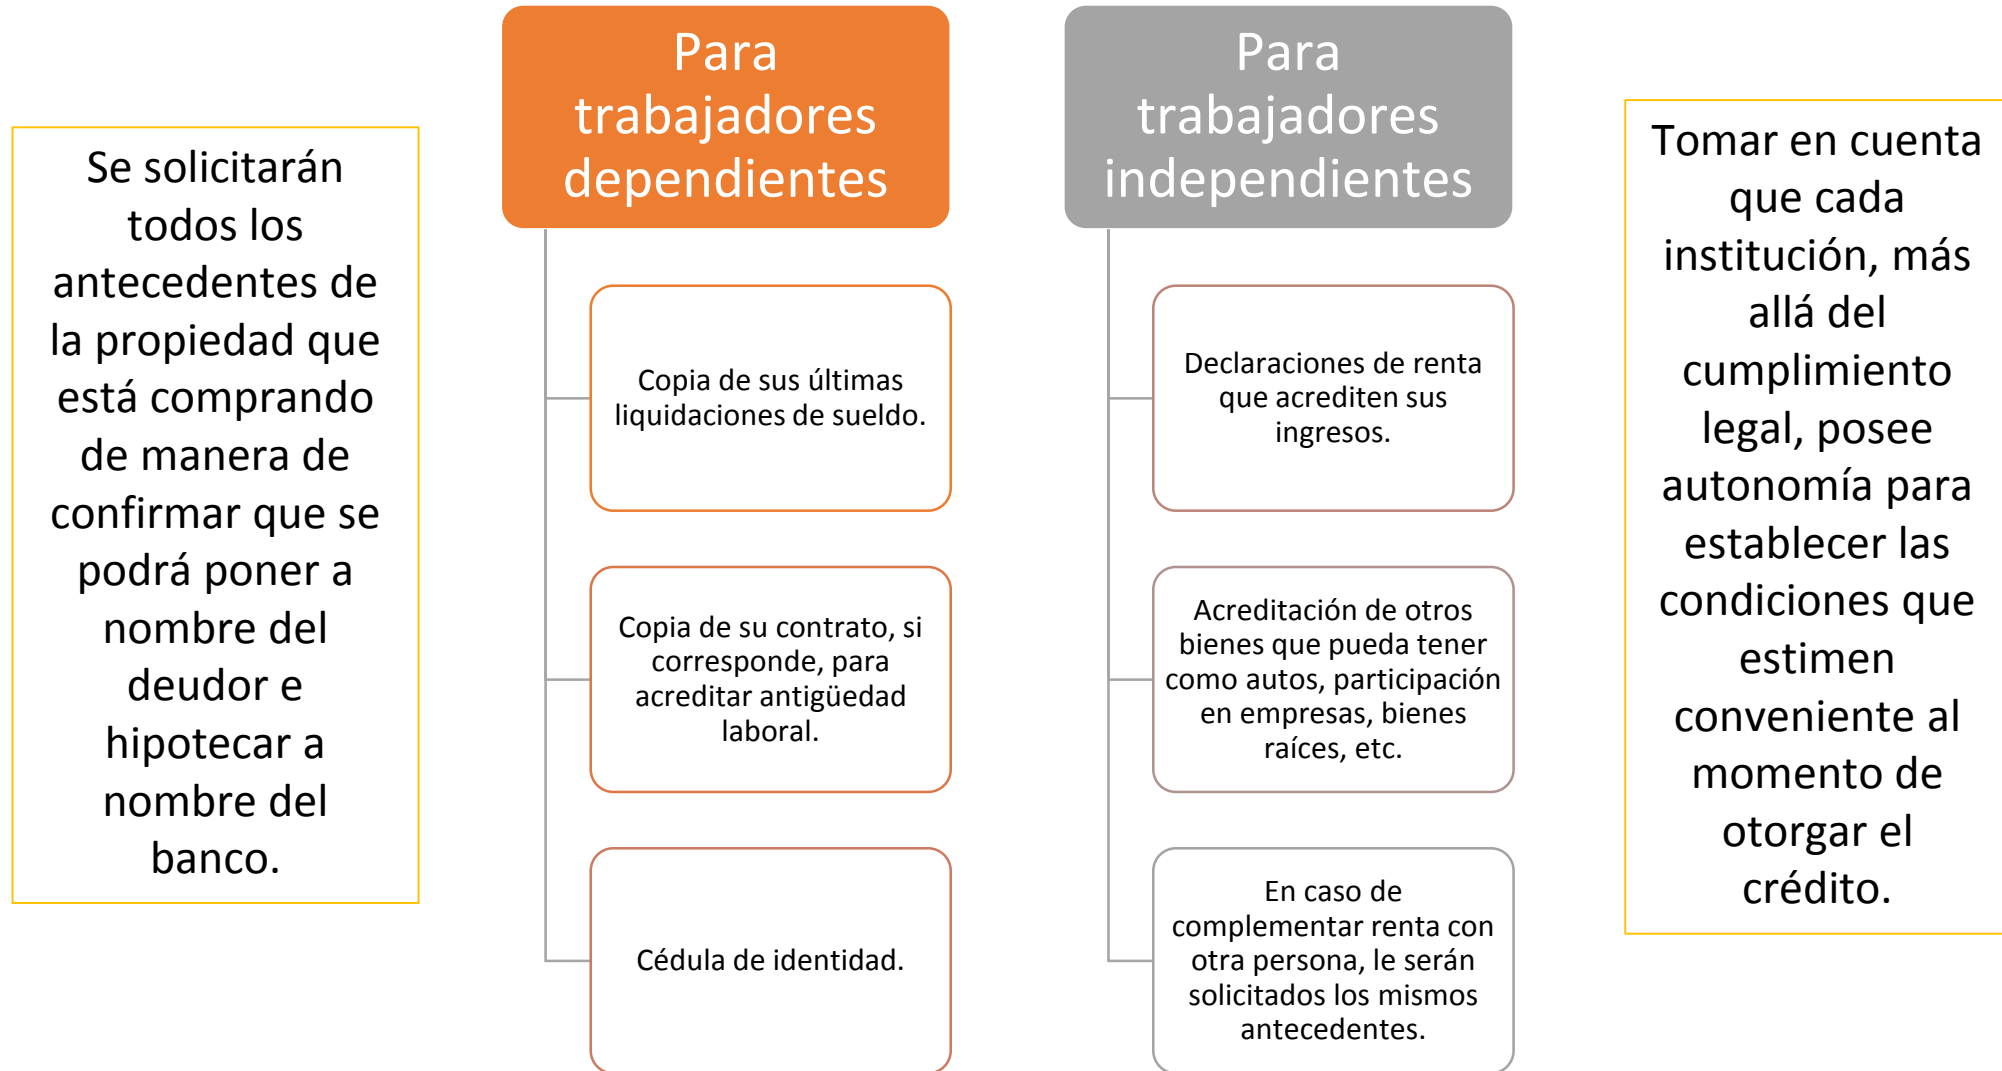 Se solicitarán
todos los
antecedentes de
la propiedad que
está comprando
de manera de
confirmar que se
podrá poner a
nombre del
deudor e
hipotecar a
nombre del
banco.
Para
trabajadores
dependientes
Copia de sus últimas
liquidaciones de sueldo.
Copia de su contrato, si
corresponde, para
acreditar antigüedad
laboral.
Cédula de identidad.
Para
trabajadores
independientes
Declaraciones de renta
que acrediten sus
ingresos.
Acreditación de otros
bienes que pueda tener
como autos, participación
en empresas, bienes
raíces, etc.
En caso de
complementar renta con
otra persona, le serán
solicitados los mismos
antecedentes.
Tomar en cuenta
que cada
institución, más
allá del
cumplimiento
legal, posee
autonomía para
establecer las
condiciones que
estimen
conveniente al
momento de
otorgar el
crédito.